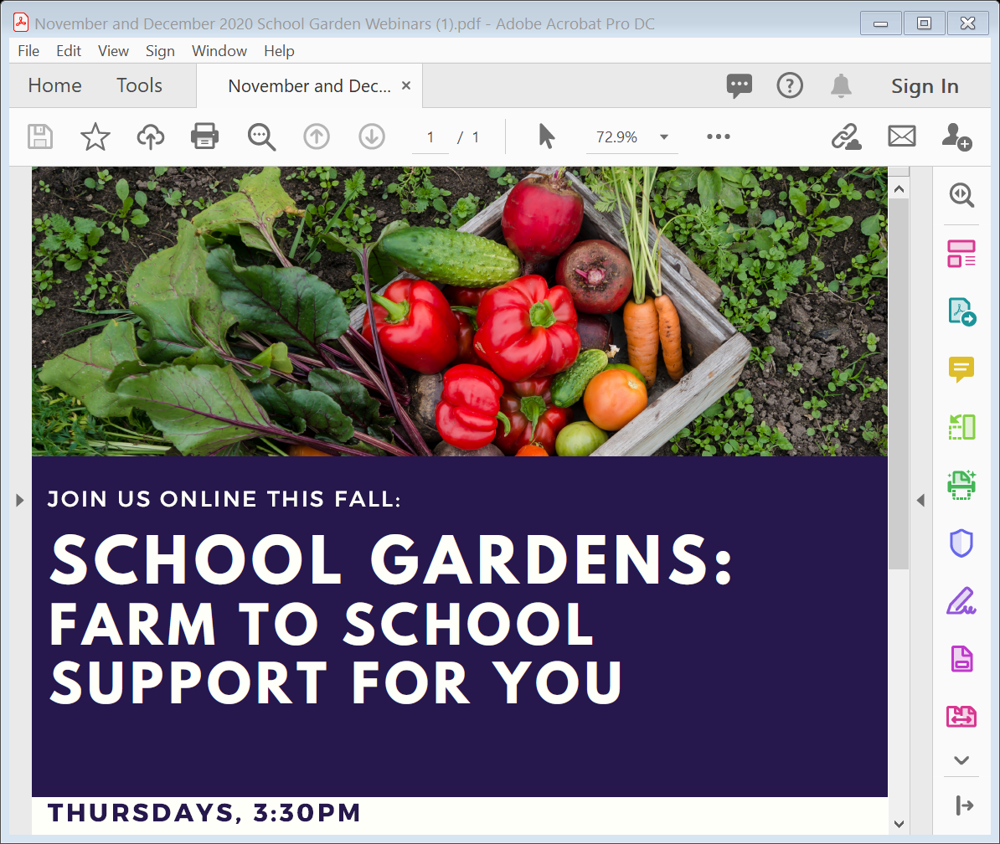 November and December 2020 School Garden Webinars (1).pdf - Adobe Acrobat Pro DC
File Edit View Sign Window Help
Home Tools November and Dec... × Sign In
1 / 1 72.9%
JOIN US ONLINE THIS FALL:
SCHOOL GARDENS:
FARM TO SCHOOL
SUPPORT FOR YOU
THURSDAYS, 3:30PM